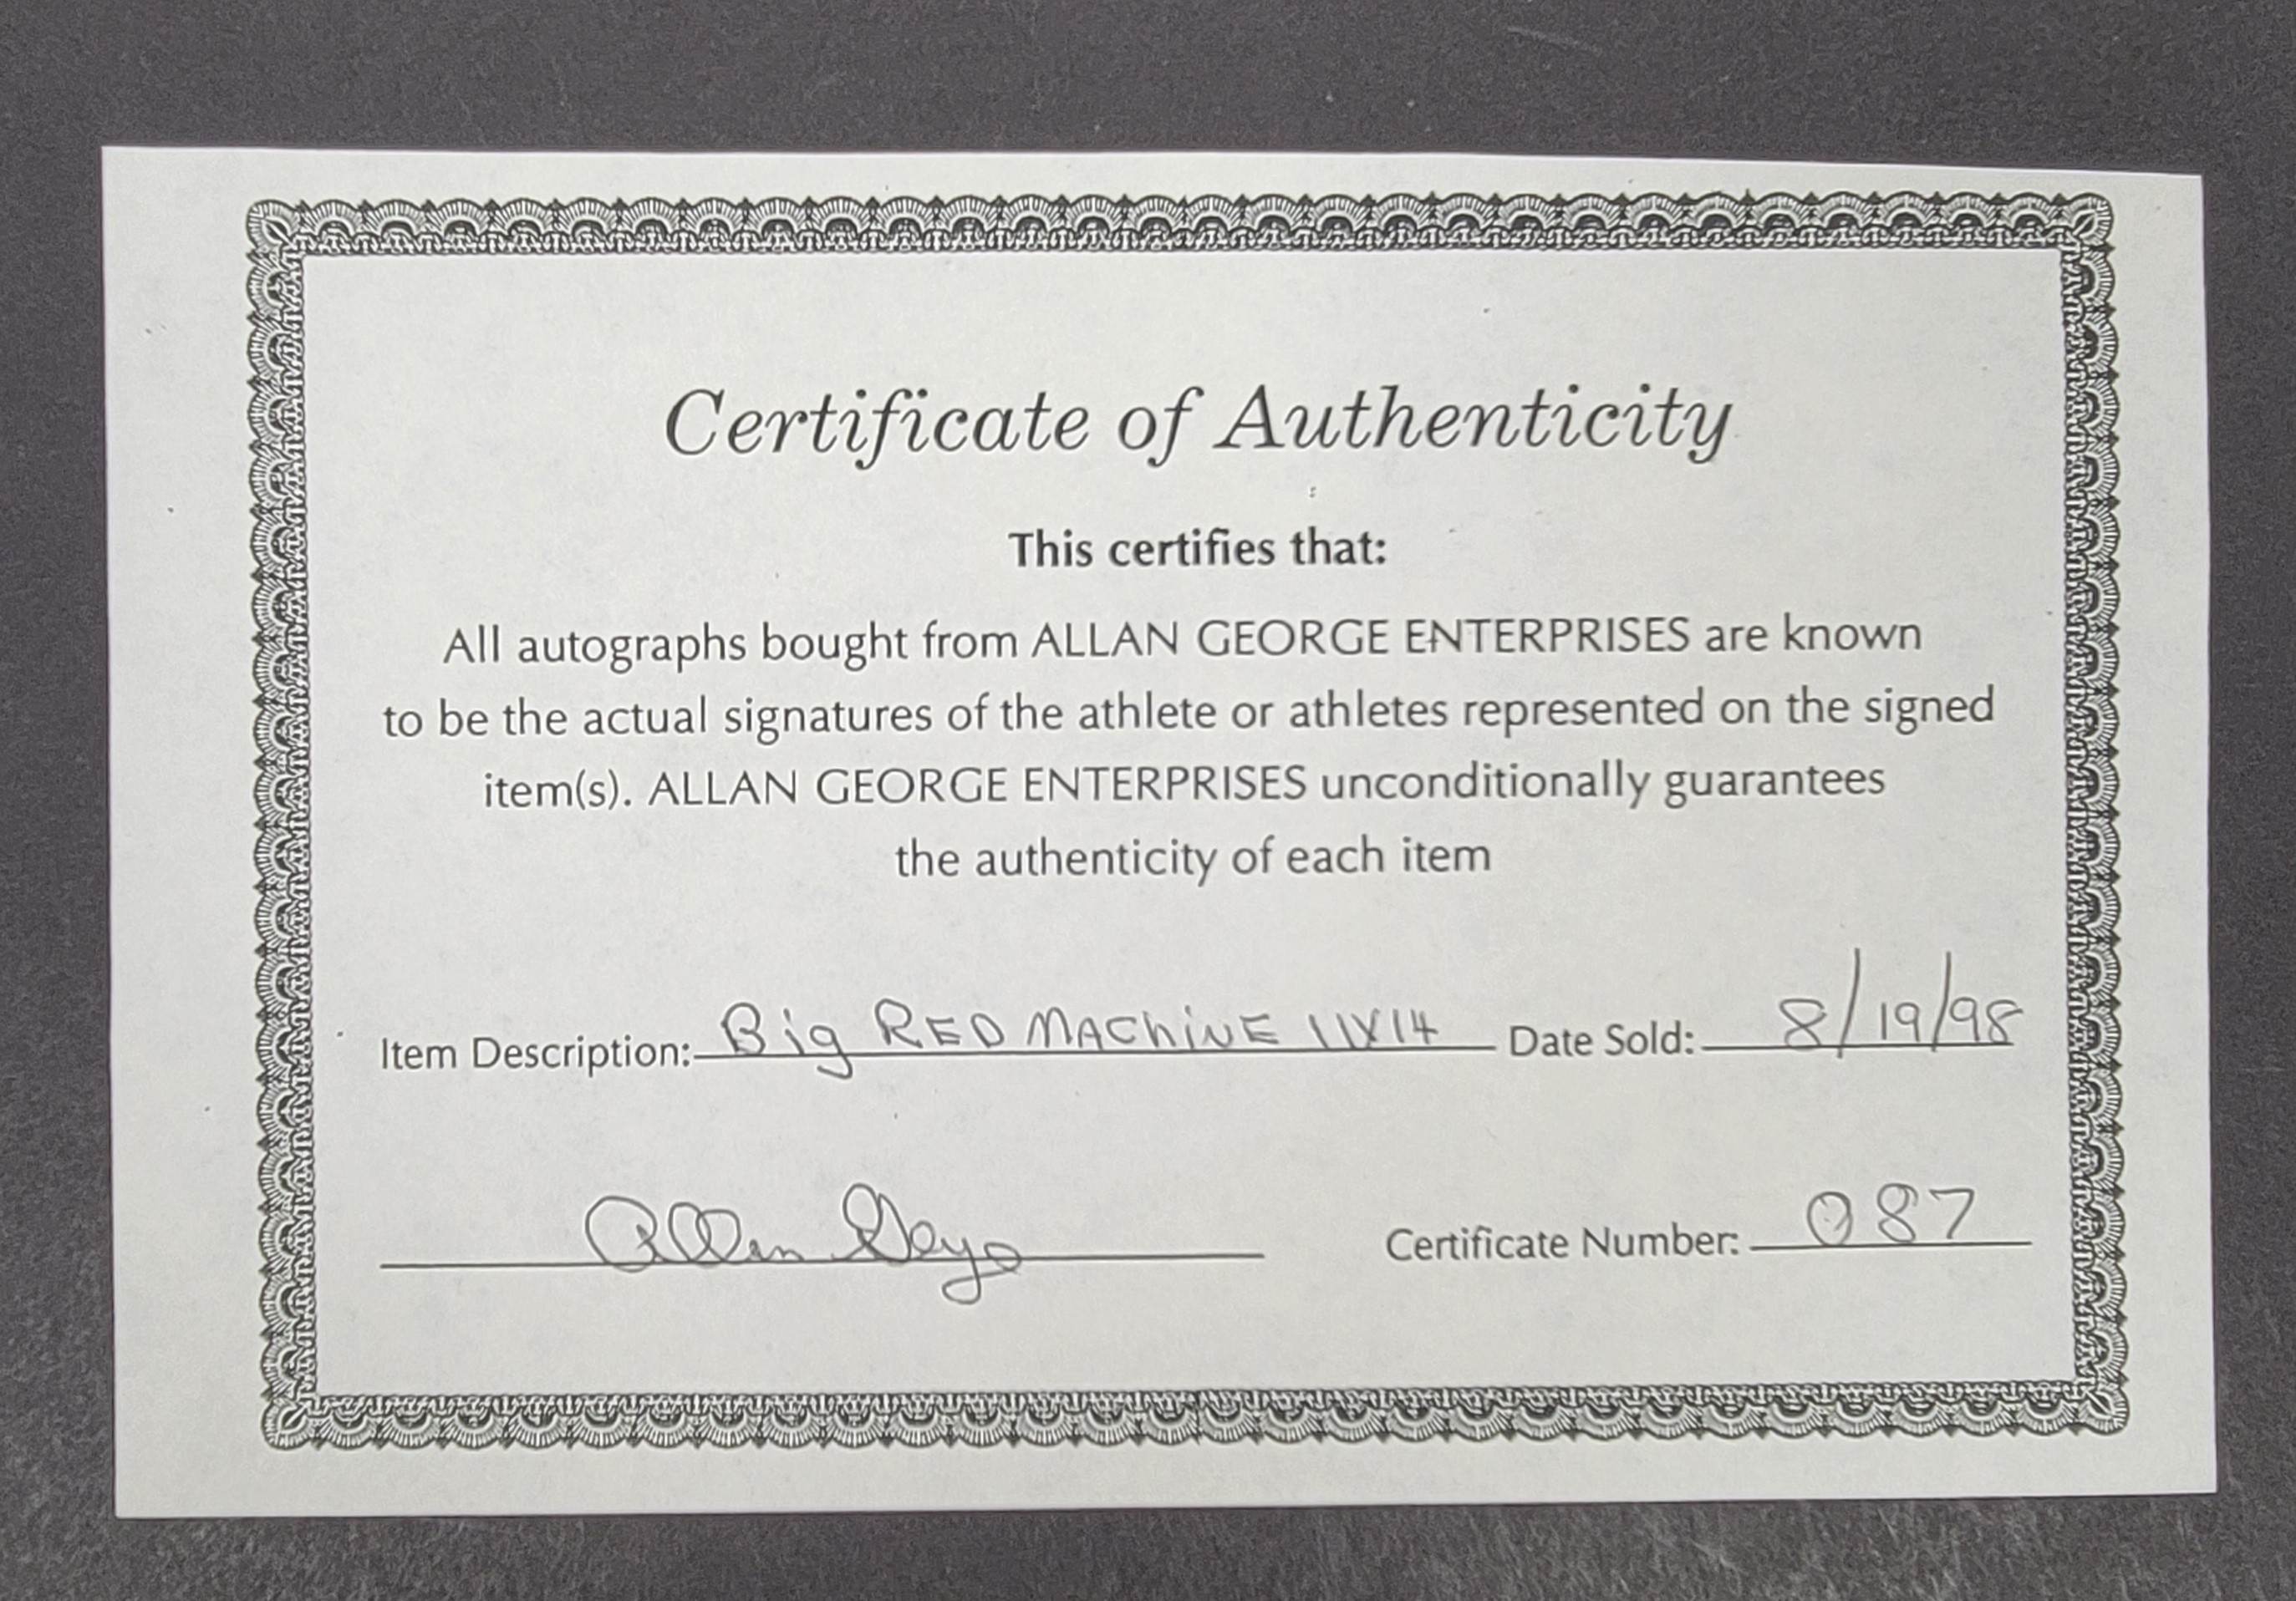 Certificate of Authenticity
This certifies that:
All autographs bought from ALLAN GEORGE ENTERPRISES are known
to be the actual signatures of the athlete or athletes represented on the signed
item(s). ALLAN GEORGE ENTERPRISES unconditionally guarantees
the authenticity of each item
Item Description: Big RED MACHiNE 11X14 Date Sold: 8/19/98
Allan Certificate Number: 087